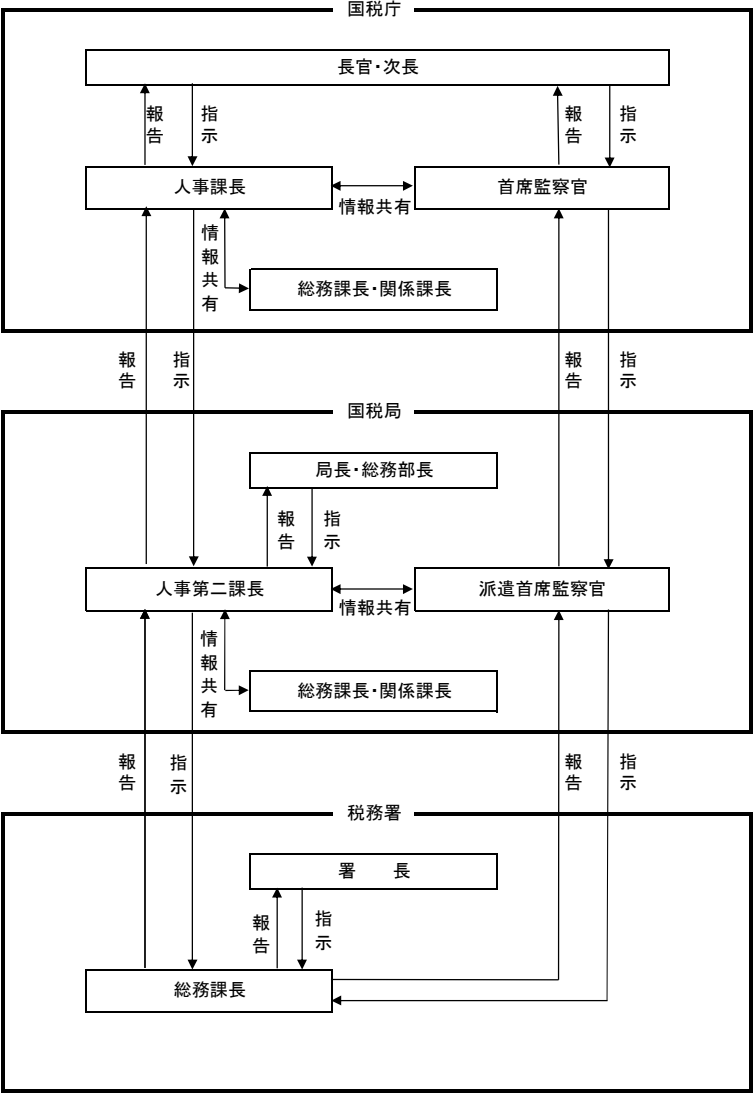 国税庁
長官・次長
報告
指示
報告
指示
人事課長
情報共有
首席監察官
情報共有
総務課長・関係課長
報告
指示
報告
指示
国税局
局長・総務部長
報告
指示
人事第二課長
情報共有
派遣首席監察官
情報共有
総務課長・関係課長
報告
指示
報告
指示
税務署
署　　長
報告
指示
総務課長